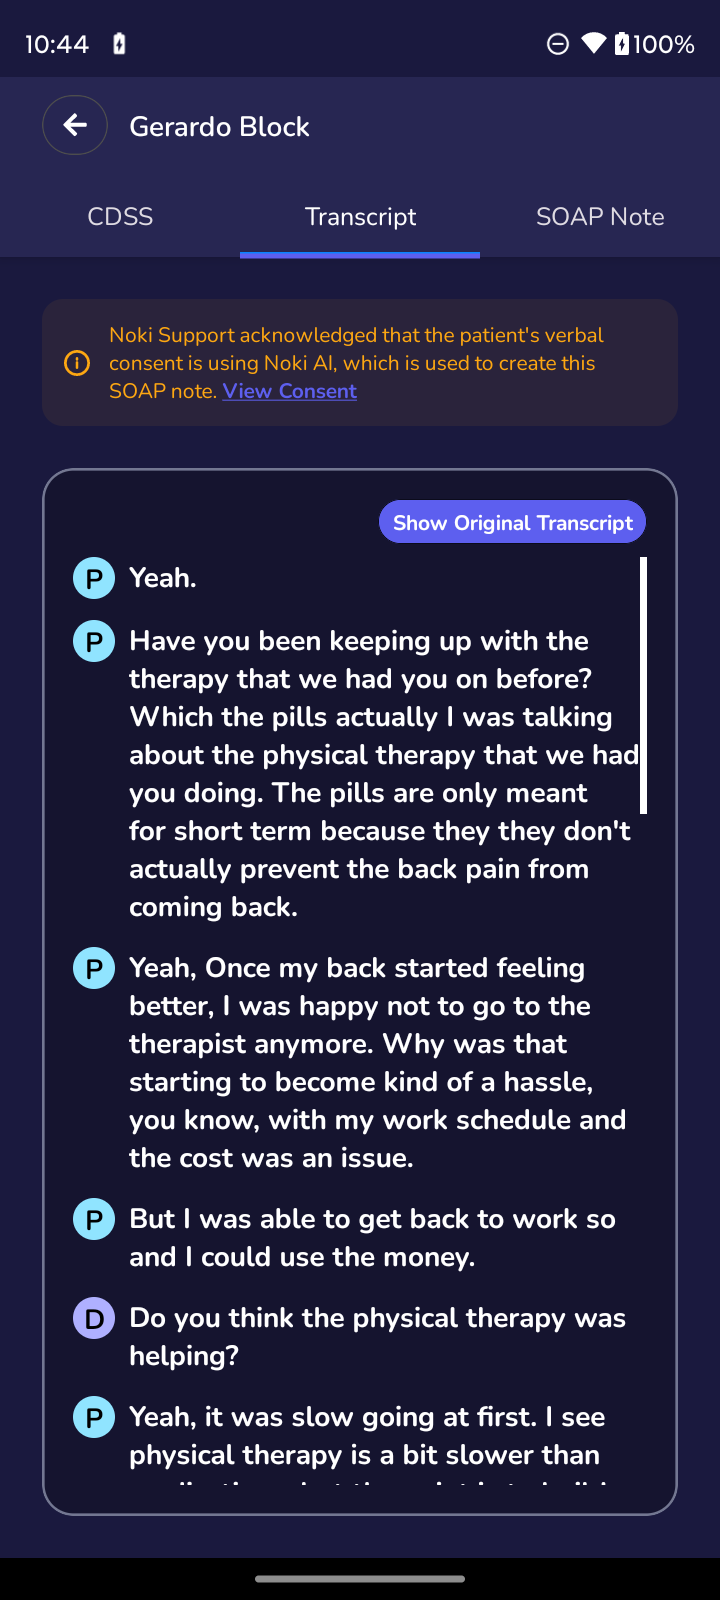 10:44
100%
Gerardo Block
CDSS
Transcript
SOAP Note
Noki Support acknowledged that the patient's verbal
consent is using Noki AI, which is used to create this
SOAP note. View Consent
Show Original Transcript
P Yeah.
P Have you been keeping up with the
therapy that we had you on before?
Which the pills actually I was talking
about the physical therapy that we had
you doing. The pills are only meant
for short term because they they don't
actually prevent the back pain from
coming back.
P Yeah, Once my back started feeling
better, I was happy not to go to the
therapist anymore. Why was that
starting to become kind of a hassle,
you know, with my work schedule and
the cost was an issue.
P But I was able to get back to work so
and I could use the money.
D Do you think the physical therapy was
helping?
P Yeah, it was slow going at first. I see
physical therapy is a bit slower than